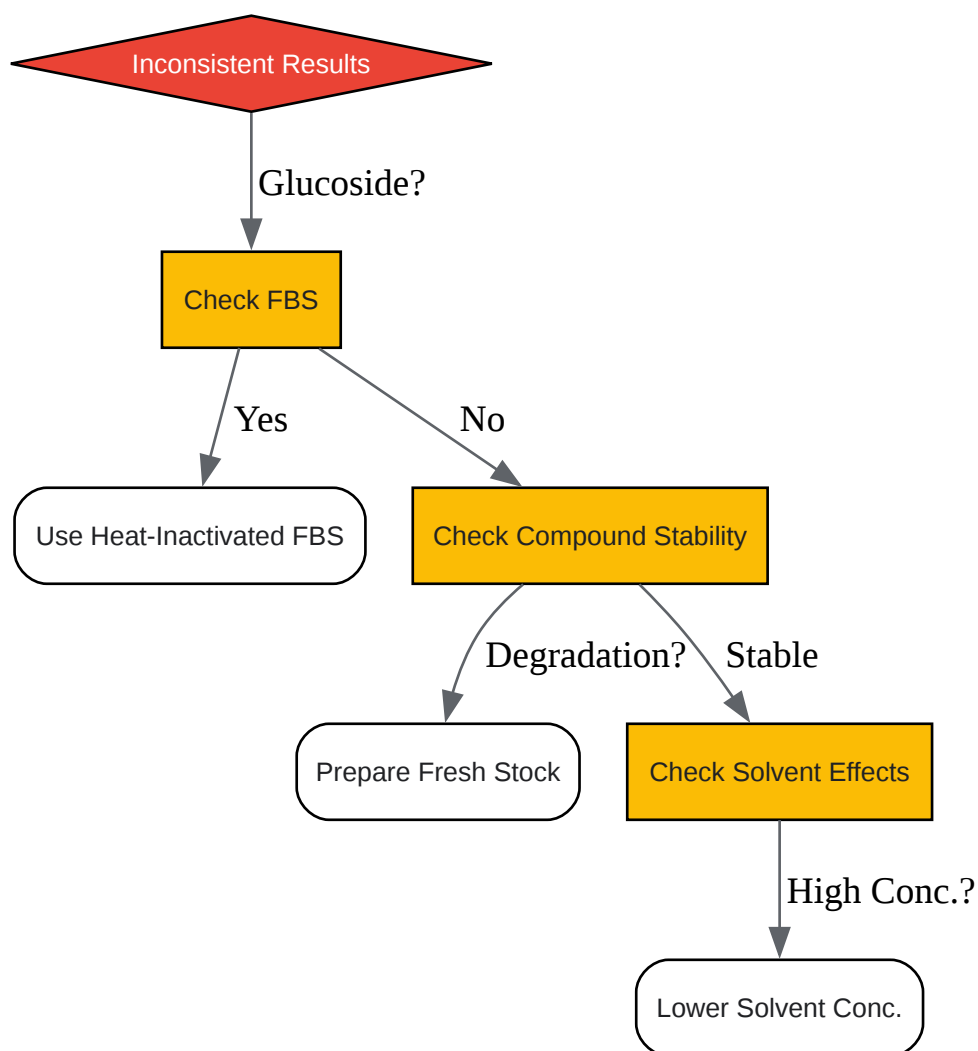 Inconsistent Results
Glucoside?
Check FBS
Yes
No
Use Heat-Inactivated FBS
Check Compound Stability
Degradation?
Stable
Prepare Fresh Stock
Check Solvent Effects
High Conc.?
Lower Solvent Conc.